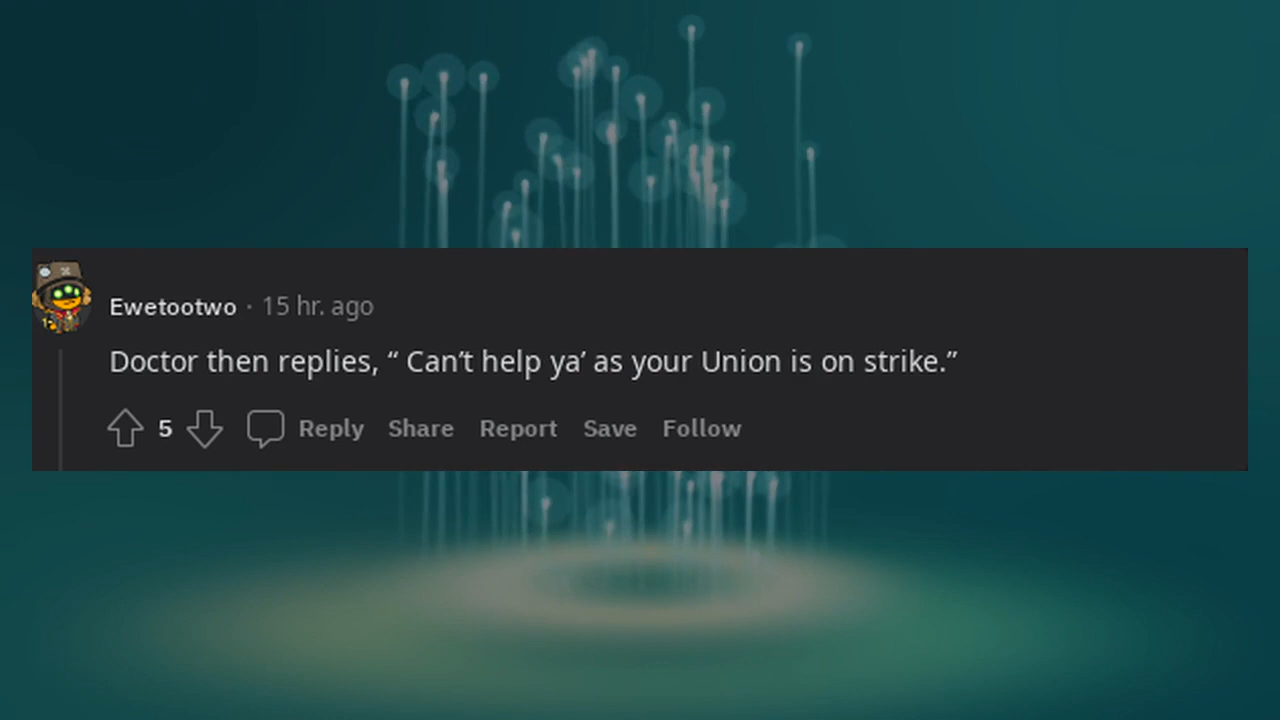 Ewetootwo · 15 hr. ago
Doctor then replies, “ Can’t help ya’ as your Union is on strike.”
5 Reply Share Report Save Follow